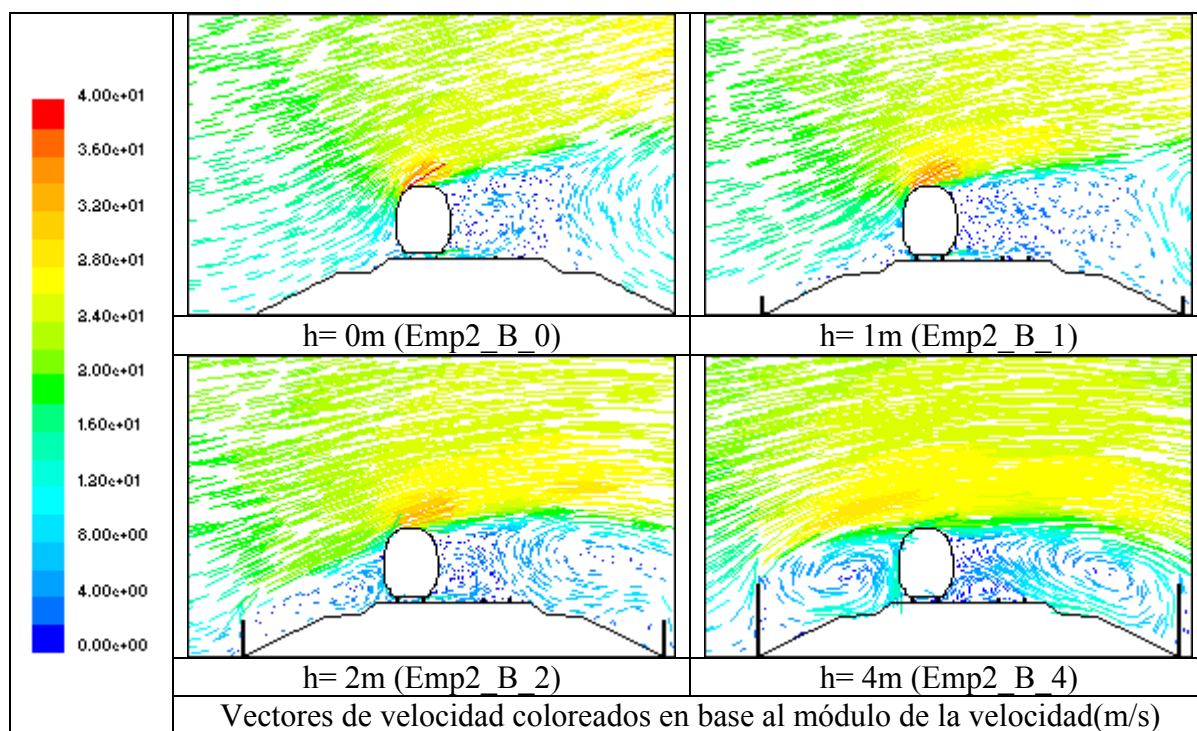 4.00e+01
3.60e+01
3.20e+01
2.80e+01
2.40e+01
2.00e+01
1.60e+01
1.20e+01
8.00e+00
4.00e+00
0.00e+00
h= 0m (Emp2_B_0)
h= 1m (Emp2_B_1)
h= 2m (Emp2_B_2)
h= 4m (Emp2_B_4)
Vectores de velocidad coloreados en base al módulo de la velocidad(m/s)